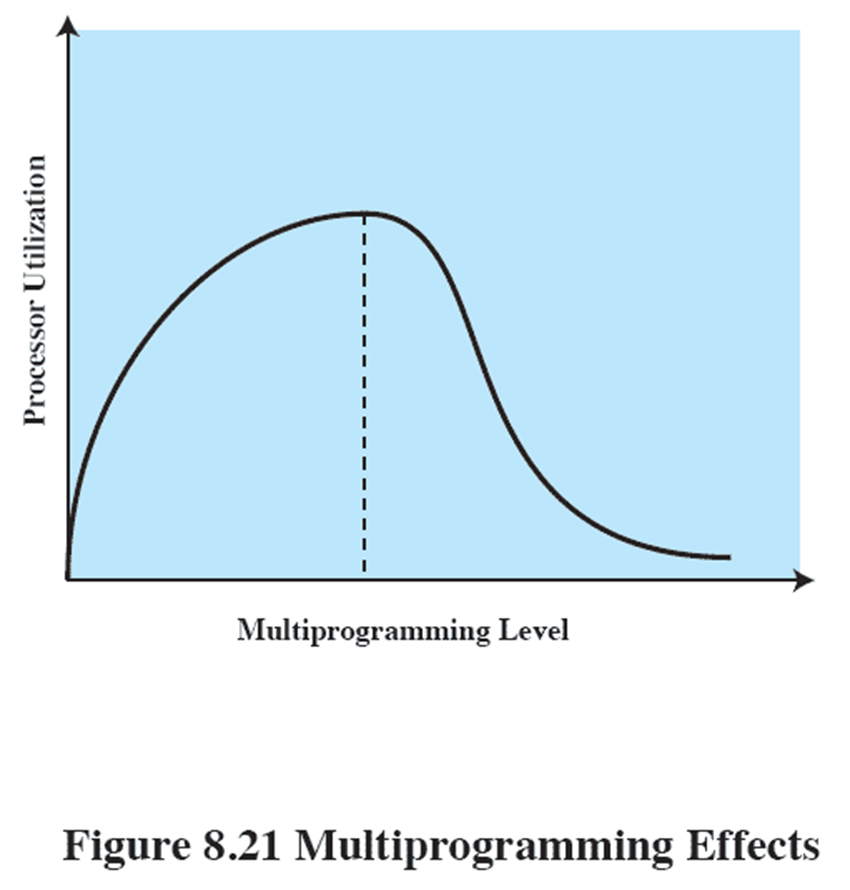 Processor Utilization
Multiprogramming Level
Figure 8.21 Multiprogramming Effects